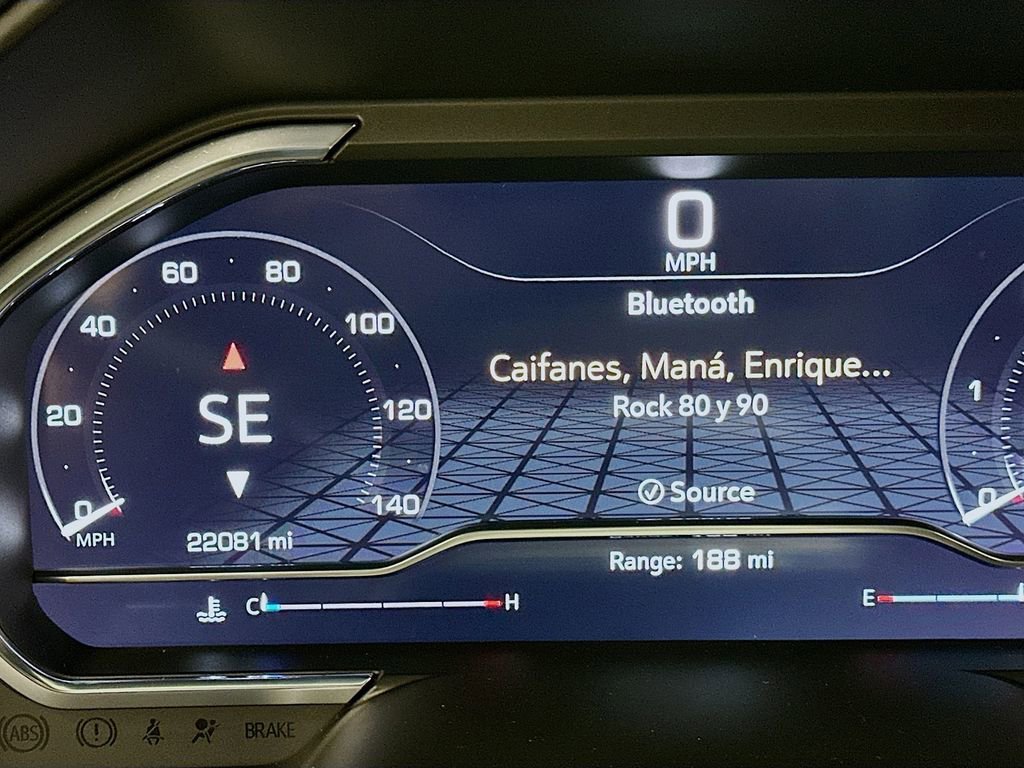 0
MPH
Bluetooth
Caifanes, Maná, Enrique...
Rock 80 y 90
Source
Range: 188 mi
60
80
40
100
20
120
0
140
MPH
SE
22081 mi
C
H
1
0
E
ABS
!
BRAKE